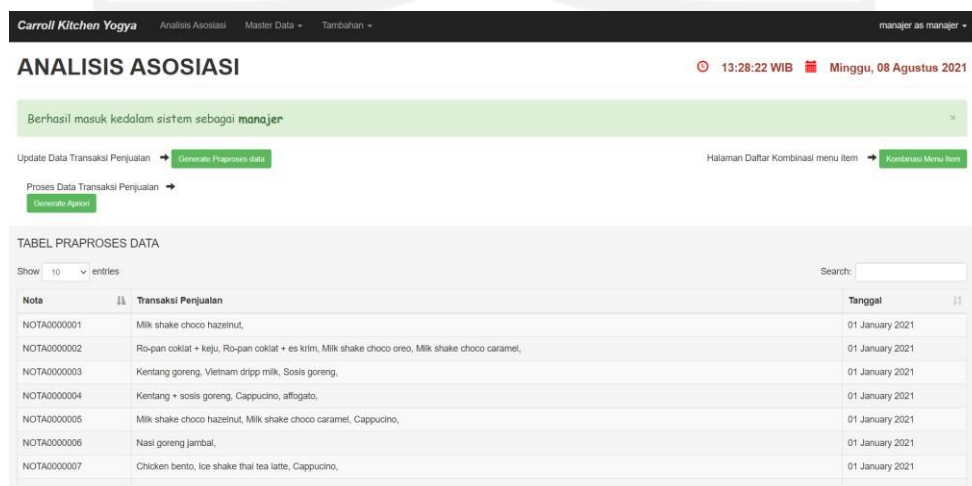 Carroll Kitchen Yogya Analisis Asosiasi Master Data Tambahan manajer as manajer
ANALISIS ASOSIASI 13:28:22 WIB Minggu, 08 Agustus 2021
Berhasil masuk kedalam sistem sebagai manajer ×
Update Data Transaksi Penjualan ➔ Generate Praproses data Halaman Daftar Kombinasi menu item ➔ Kombinasi Menu Item
Proses Data Transaksi Penjualan ➔
Generate Apriori
TABEL PRAPROSES DATA
Show 10 entries Search:
Nota Transaksi Penjualan Tanggal
NOTA0000001 Milk shake choco hazelnut, 01 January 2021
NOTA0000002 Ro-pan coklat + keju, Ro-pan coklat + es krim, Milk shake choco oreo, Milk shake choco caramel, 01 January 2021
NOTA0000003 Kentang goreng, Vietnam dripp milk, Sosis goreng, 01 January 2021
NOTA0000004 Kentang + sosis goreng, Cappucino, affogato, 01 January 2021
NOTA0000005 Milk shake choco hazelnut, Milk shake choco caramel, Cappucino, 01 January 2021
NOTA0000006 Nasi goreng jambal, 01 January 2021
NOTA0000007 Chicken bento, Ice shake thai tea latte, Cappucino, 01 January 2021